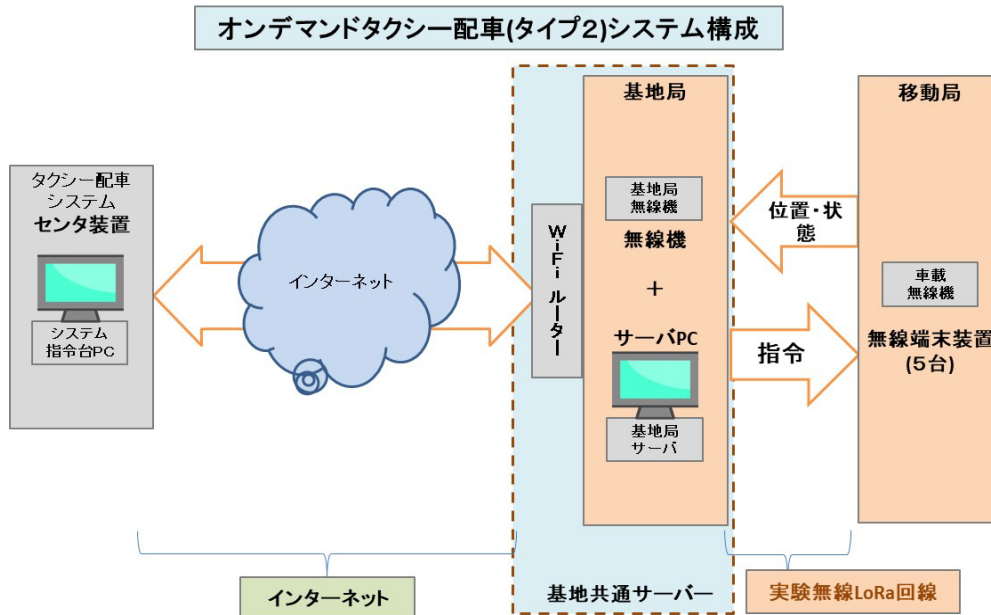 オンデマンドタクシー配車(タイプ2)システム構成
タクシー配車
システム
センタ装置
システム
指令台PC
インターネット
WiFi ルーター
基地局
基地局
無線機
無線機
+
サーバPC
基地局
サーバ
位置・状
態
指令
移動局
車載
無線機
無線端末装置
(5台)
インターネット
基地共通サーバー
実験無線LoRa回線